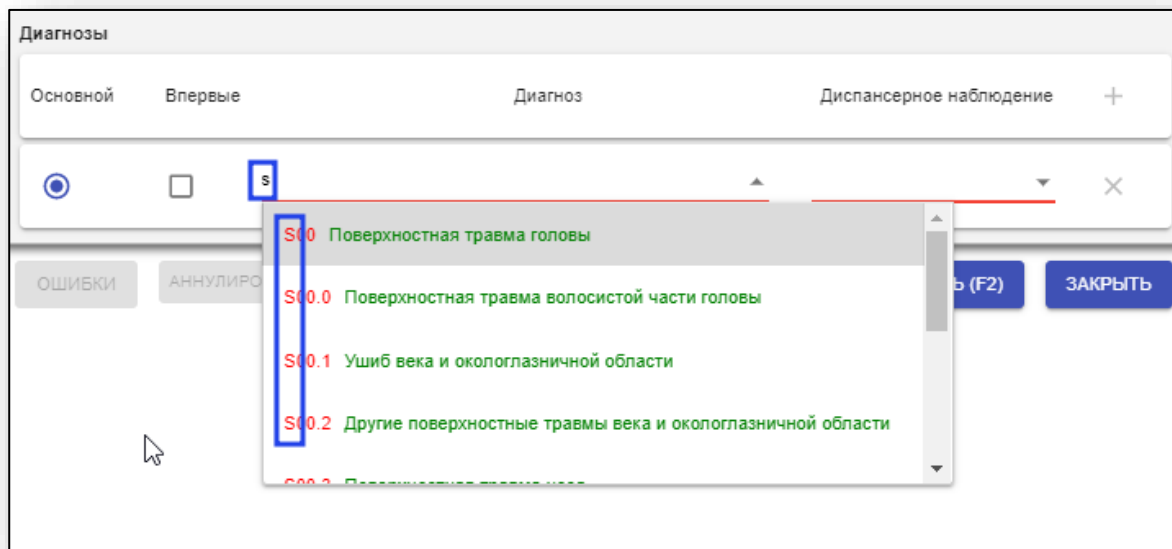 Диагнозы
Основной Впервые Диагноз Диспансерное наблюдение
s
S00 Поверхностная травма головы
S00.0 Поверхностная травма волосистой части головы
S00.1 Ушиб века и окологлазничной области
S00.2 Другие поверхностные травмы века и окологлазничной области
ОШИБКИ АННУЛИРО Ь (F2) ЗАКРЫТЬ